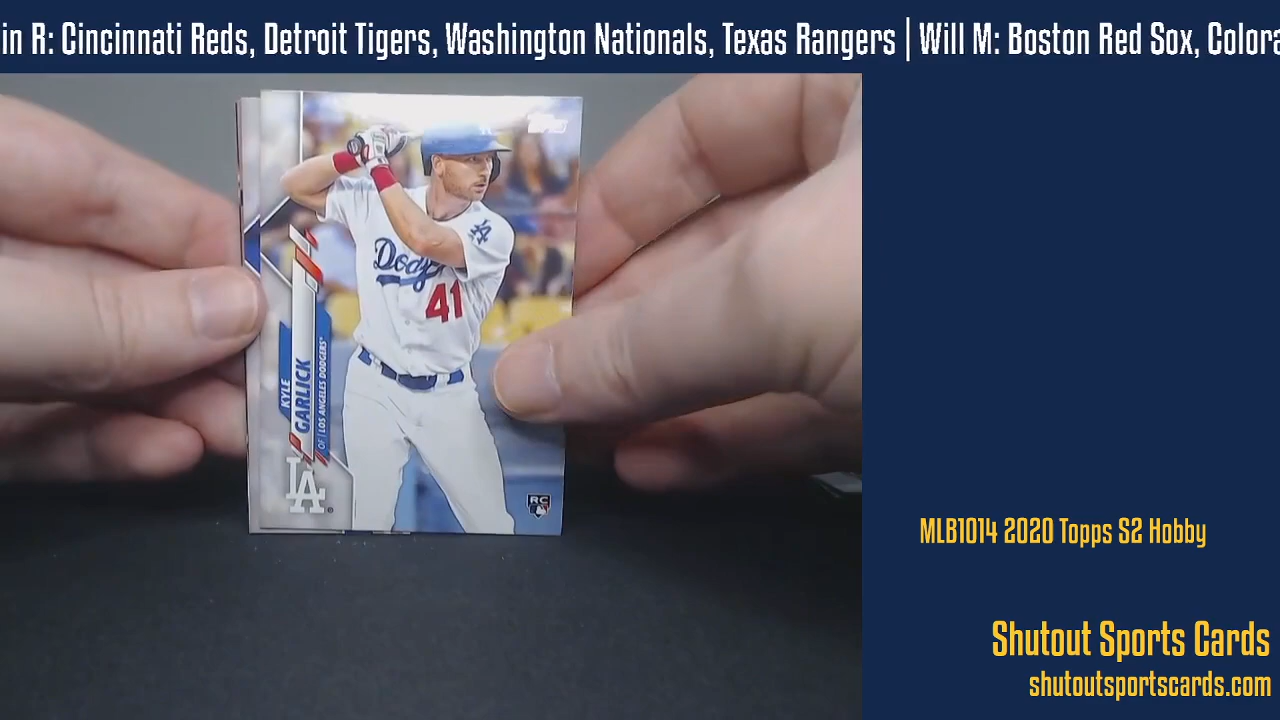 in R: Cincinnati Reds, Detroit Tigers, Washington Nationals, Texas Rangers | Will M: Boston Red Sox, Colora
Topps
Dodg
41
KYLE
GARLICK
OF | LOS ANGELES DODGERS
LA
RC
MLB1014 2020 Topps S2 Hobby
Shutout Sports Cards
shutoutsportscards.com